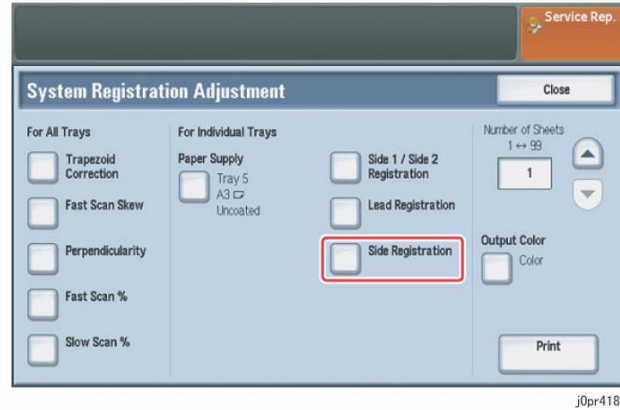 Service Rep.
System Registration Adjustment
Close
For All Trays
Trapezoid
Correction
Fast Scan Skew
Perpendicularity
Fast Scan %
Slow Scan %
For Individual Trays
Paper Supply
Tray 5
A3
Uncoated
Side 1 / Side 2
Registration
Lead Registration
Side Registration
Number of Sheets
1 ↔ 99
1
Output Color
Color
Print
j0pr418